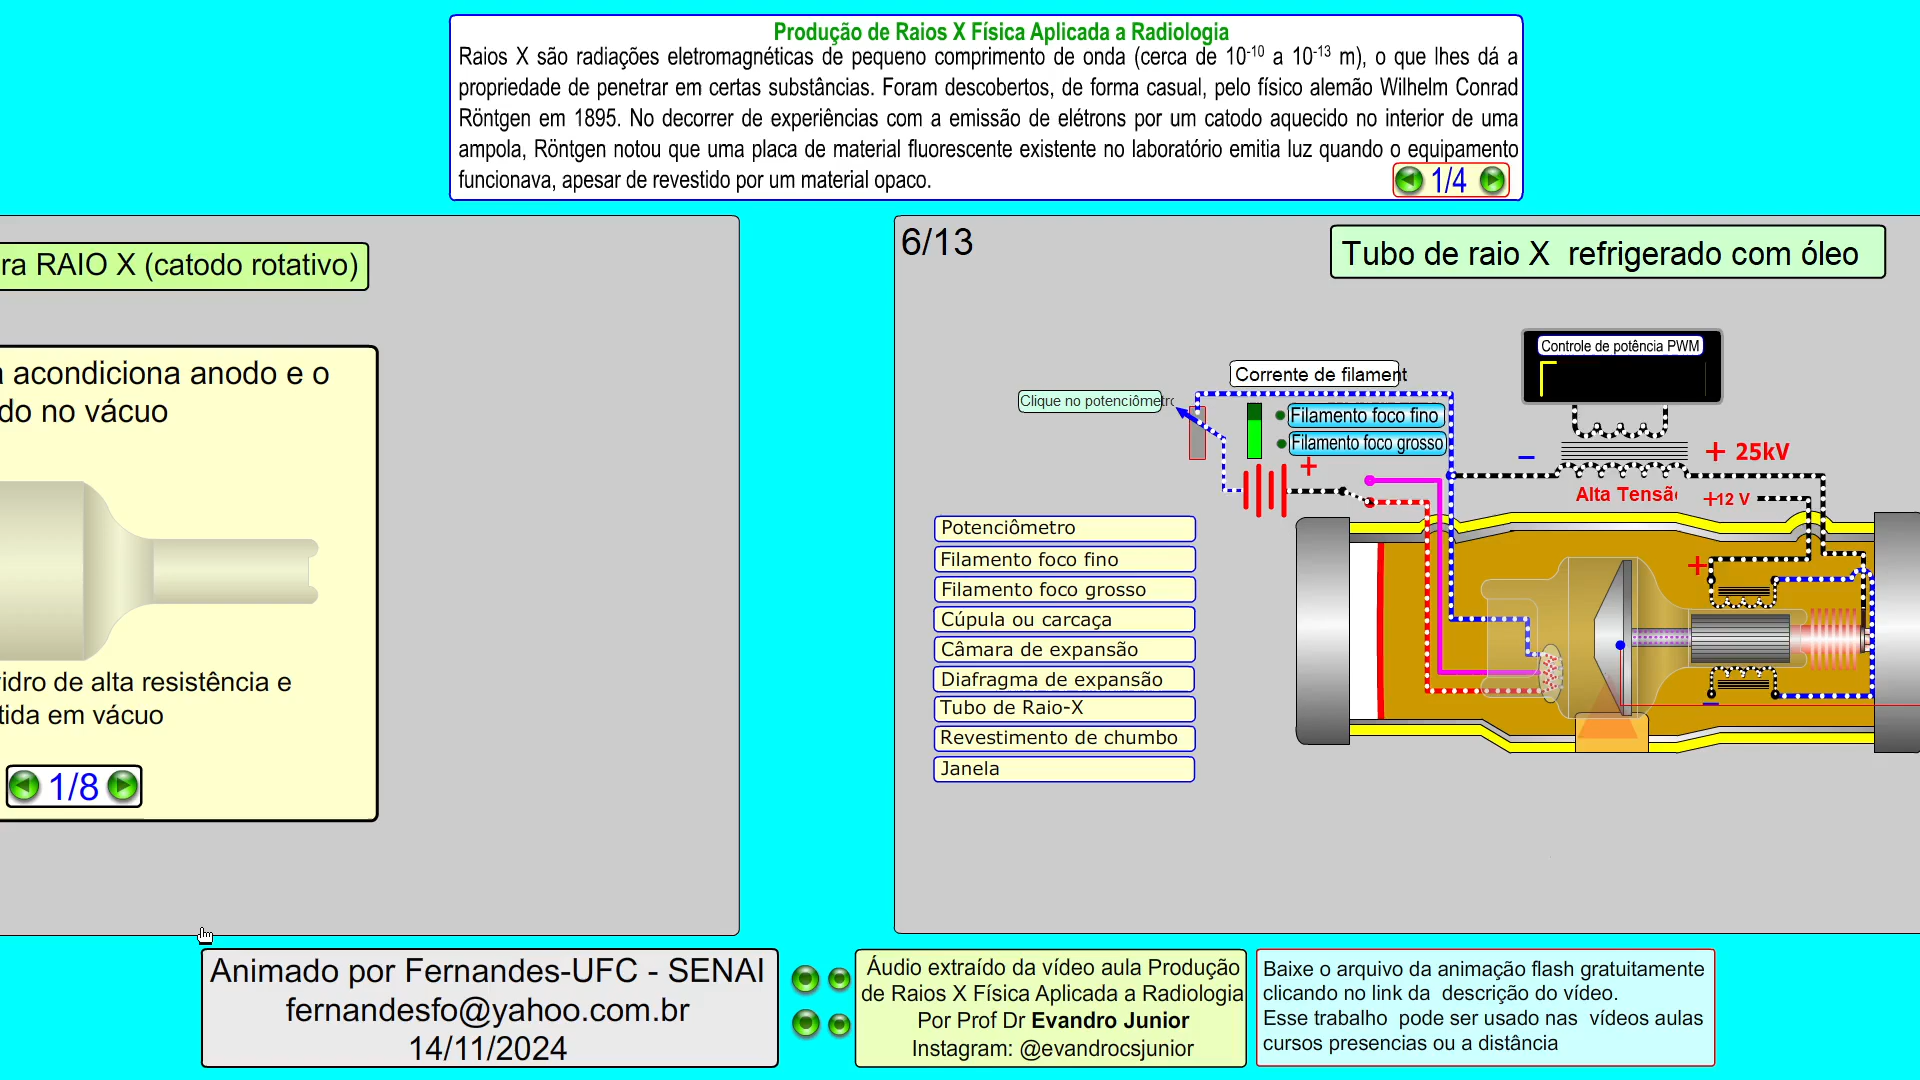 Produção de Raios X Física Aplicada a Radiologia
Raios X são radiações eletromagnéticas de pequeno comprimento de onda (cerca de 10⁻¹⁰ a 10⁻¹³ m), o que lhes dá a
propriedade de penetrar em certas substâncias. Foram descobertos, de forma casual, pelo físico alemão Wilhelm Conrad
Röntgen em 1895. No decorrer de experiências com a emissão de elétrons por um catodo aquecido no interior de uma
ampola, Röntgen notou que uma placa de material fluorescente existente no laboratório emitia luz quando o equipamento
funcionava, apesar de revestido por um material opaco.
1/4
ra RAIO X (catodo rotativo)
a acondiciona anodo e o
do no vácuo
idro de alta resistência e
tida em vácuo
1/8
6/13
Tubo de raio X refrigerado com óleo
Controle de potência PWM
Corrente de filament
Clique no potenciômetro
Filamento foco fino
Filamento foco grosso
+
−
+ 25kV
Alta Tensão
+12 V
+
−
Potenciômetro
Filamento foco fino
Filamento foco grosso
Cúpula ou carcaça
Câmara de expansão
Diafragma de expansão
Tubo de Raio-X
Revestimento de chumbo
Janela
Animado por Fernandes-UFC - SENAI
fernandesfo@yahoo.com.br
14/11/2024
Áudio extraído da vídeo aula Produção
de Raios X Física Aplicada a Radiologia
Por Prof Dr Evandro Junior
Instagram: @evandrocsjunior
Baixe o arquivo da animação flash gratuitamente
clicando no link da descrição do vídeo.
Esse trabalho pode ser usado nas vídeos aulas
cursos presencias ou a distância